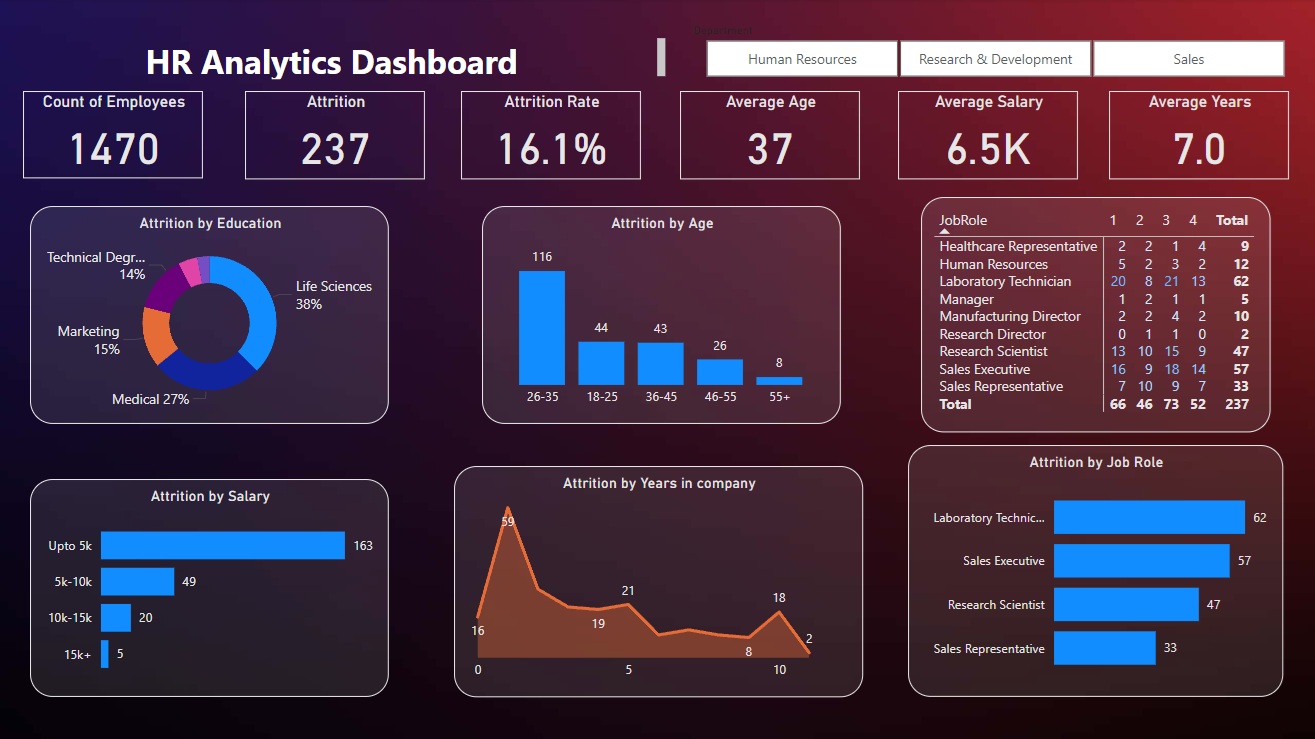 Department
HR Analytics Dashboard
Human Resources
Research & Development
Sales
Count of Employees
1470
Attrition
237
Attrition Rate
16.1%
Average Age
37
Average Salary
6.5K
Average Years
7.0
Attrition by Education
Technical Degr...
14%
Life Sciences
38%
Marketing
15%
Medical 27%
Attrition by Age
116
44
43
26
8
26-35
18-25
36-45
46-55
55+
JobRole 1 2 3 4 Total
Healthcare Representative 2 2 1 4 9
Human Resources 5 2 3 2 12
Laboratory Technician 20 8 21 13 62
Manager 1 2 1 1 5
Manufacturing Director 2 2 4 2 10
Research Director 0 1 1 0 2
Research Scientist 13 10 15 9 47
Sales Executive 16 9 18 14 57
Sales Representative 7 10 9 7 33
Total 66 46 73 52 237
Attrition by Salary
Upto 5k 163
5k-10k 49
10k-15k 20
15k+ 5
Attrition by Years in company
59
16
19
21
8
18
2
0
5
10
Attrition by Job Role
Laboratory Technic... 62
Sales Executive 57
Research Scientist 47
Sales Representative 33